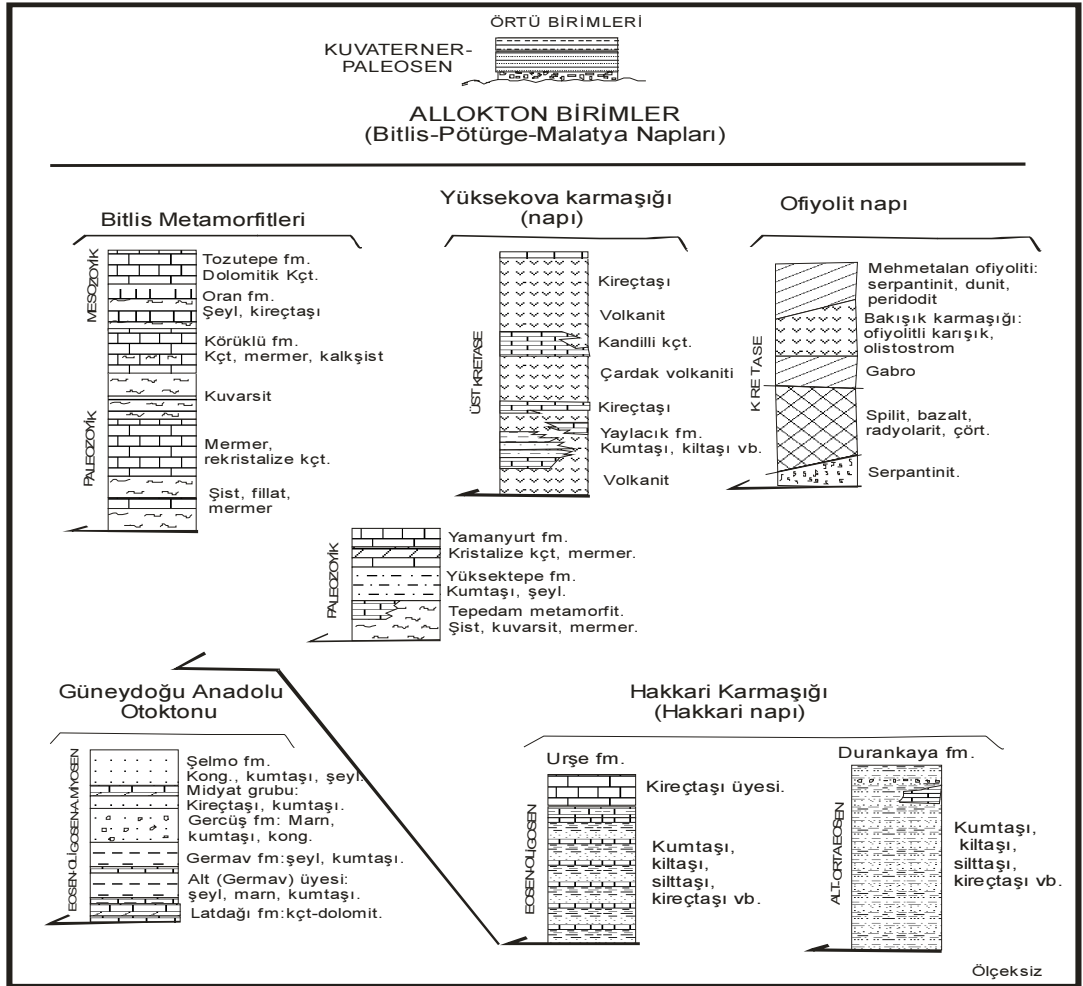 ÖRTÜ BİRİMLERİ
KUVATERNER-
PALEOSEN
ALLOKTON BİRİMLER
(Bitlis-Pötürge-Malatya Napları)
Bitlis Metamorfitleri
MESOZOYİK
PALEOZOYİK
Tozutepe fm.
Dolomitik Kçt.
Oran fm.
Şeyl, kireçtaşı
Körüklü fm.
Kçt, mermer, kalkşist
Kuvarsit
Mermer,
rekristalize kçt.
Şist, fillat,
mermer
Yüksekova karmaşığı
(napı)
ÜST KRETASE
Kireçtaşı
Volkanit
Kandilli kçt.
Çardak volkaniti
Kireçtaşı
Yaylacık fm.
Kumtaşı, kiltaşı vb.
Volkanit
Ofiyolit napı
KRETASE
Mehmetalan ofiyoliti:
serpantinit, dunit,
peridodit
Bakışık karmaşığı:
ofiyolitli karışık,
olistostrom
Gabro
Spilit, bazalt,
radyolarit, çört.
Serpantinit.
PALEOZOYİK
Yamanyurt fm.
Kristalize kçt, mermer.
Yüksektepe fm.
Kumtaşı, şeyl.
Tepedam metamorfit.
Şist, kuvarsit, mermer.
Güneydoğu Anadolu
Otoktonu
EOSEN-OLİGOSEN-A.MİYOSEN
Şelmo fm.
Kong., kumtaşı, şeyl.
Midyat grubu:
Kireçtaşı, kumtaşı.
Gercüş fm: Marn,
kumtaşı, kong.
Germav fm:şeyl, kumtaşı.
Alt (Germav) üyesi:
şeyl, marn, kumtaşı.
Latdağı fm:kçt-dolomit.
Hakkari Karmaşığı
(Hakkari napı)
Urşe fm.
EOSEN-OLİGOSEN
Kireçtaşı üyesi.
Kumtaşı,
kiltaşı,
silttaşı,
kireçtaşı vb.
Durankaya fm.
ALT-ORTA EOSEN
Kumtaşı,
kiltaşı,
silttaşı,
kireçtaşı vb.
Ölçeksiz